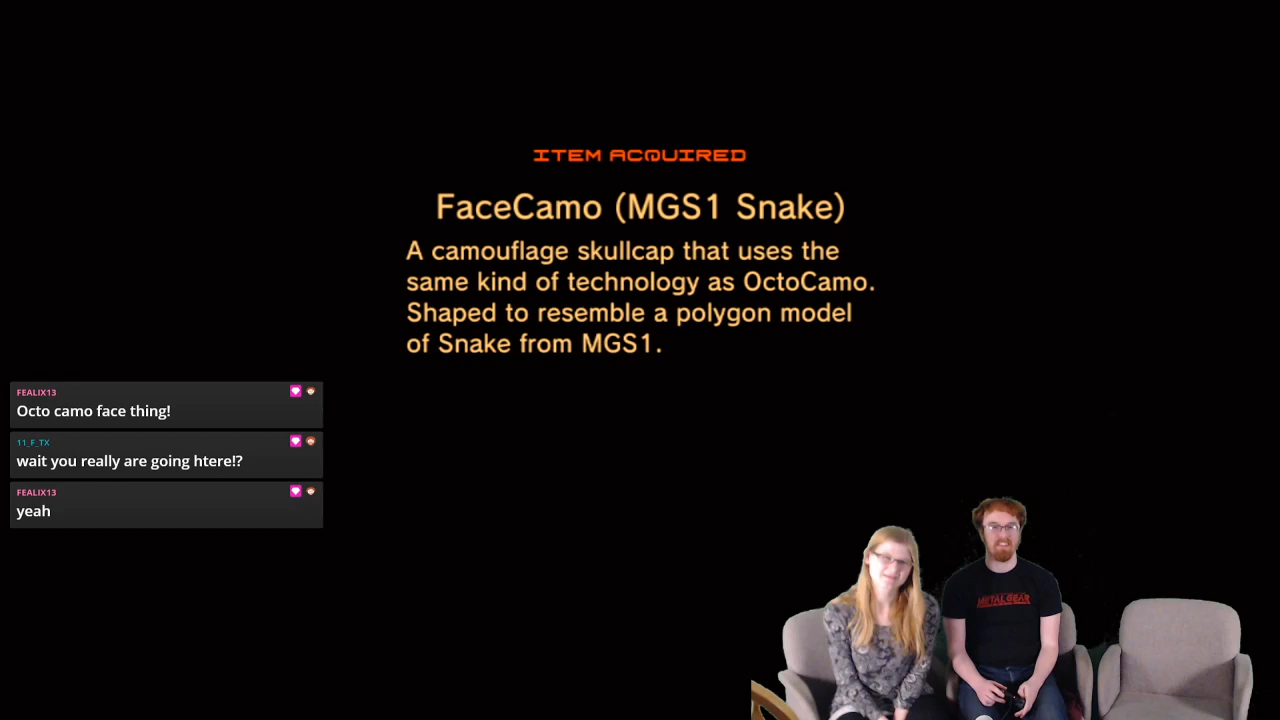 ITEM ACQUIRED
FaceCamo (MGS1 Snake)
A camouflage skullcap that uses the
same kind of technology as OctoCamo.
Shaped to resemble a polygon model
of Snake from MGS1.
FEALIX13
Octo camo face thing!
11_F_TX
wait you really are going htere!?
FEALIX13
yeah
METAL GEAR